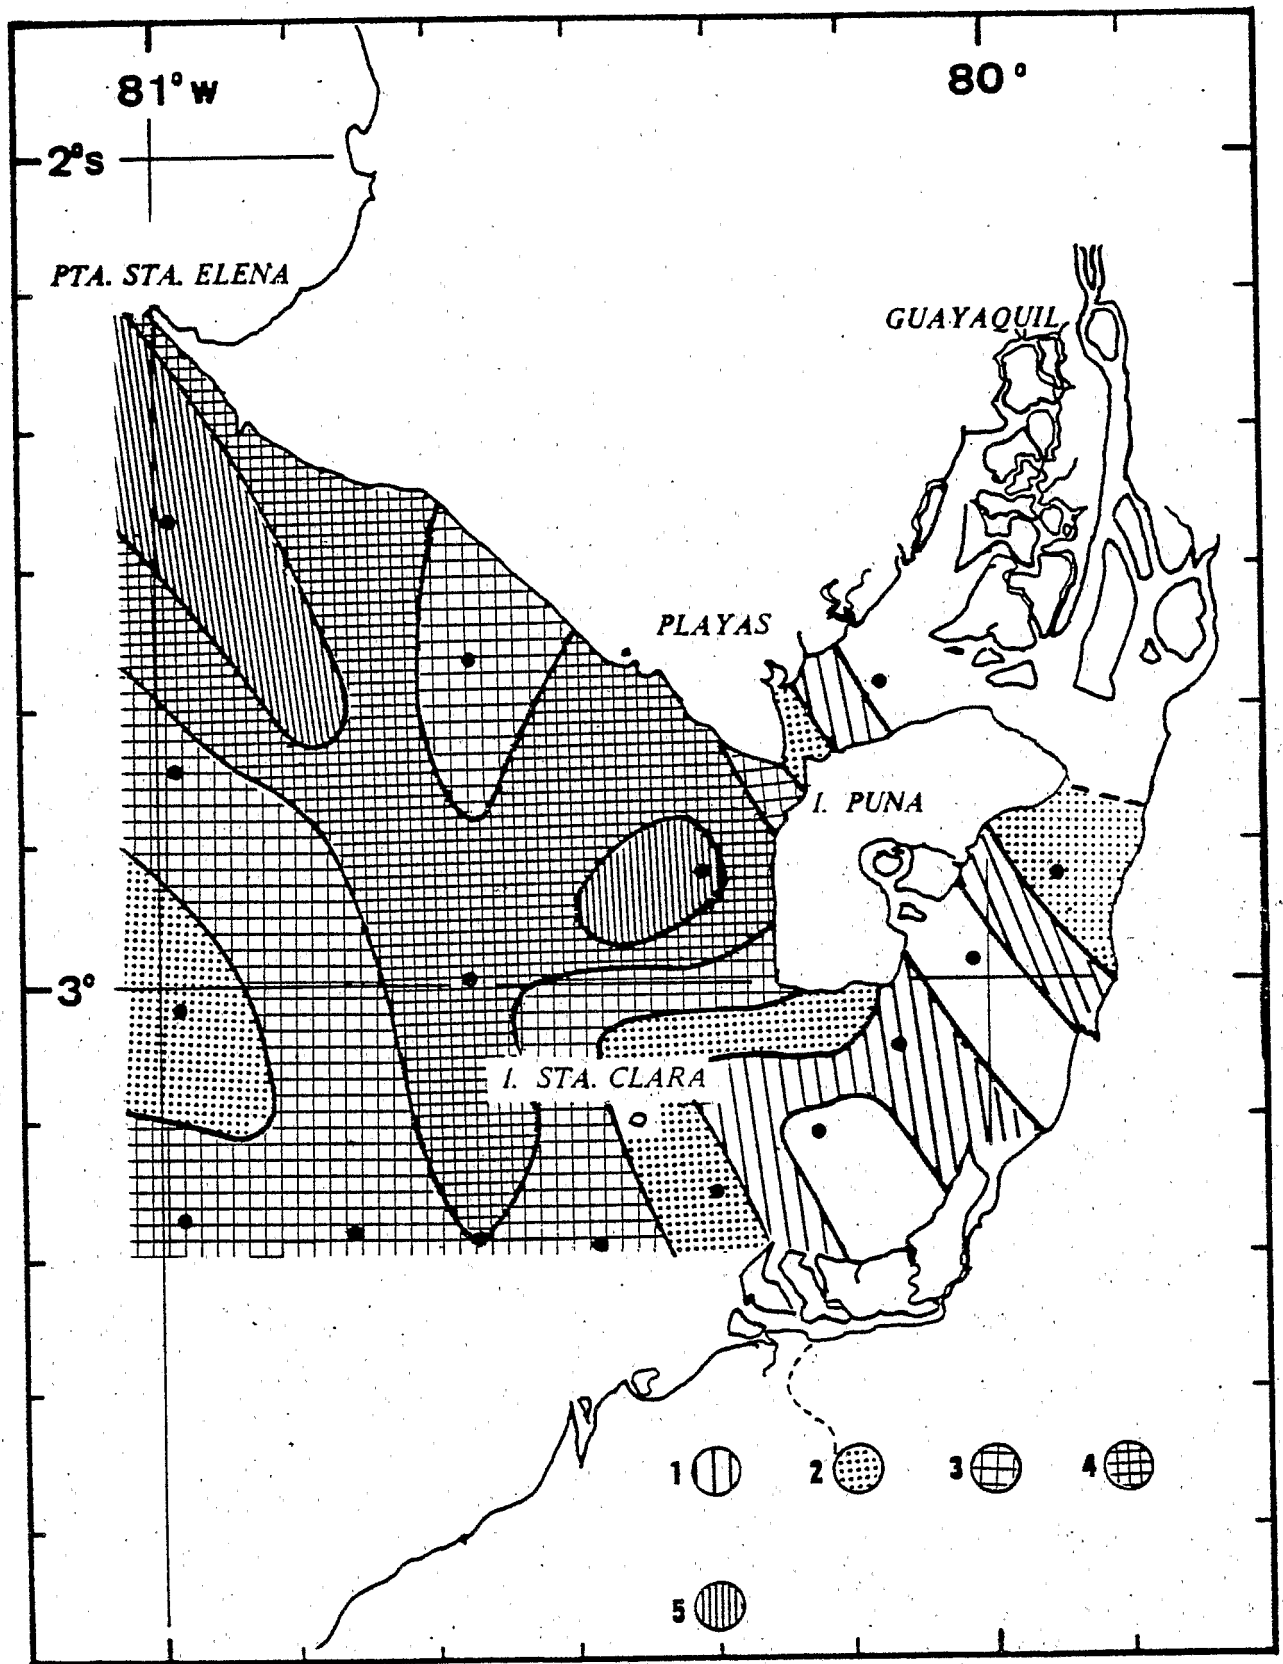 81° W
80°
2°S
PTA. STA. ELENA
GUAYAQUIL
PLAYAS
I. PUNA
3°
I. STA. CLARA
1
2
3
4
5